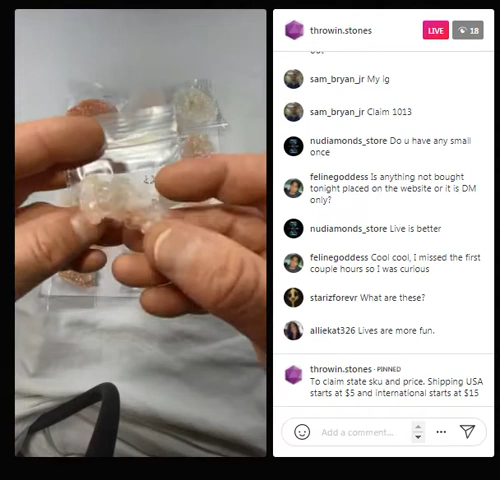 throwin.stones LIVE 18
sam_bryan_jr My ig
sam_bryan_jr Claim 1013
nudiamonds_store Do u have any small
once
felinegoddess Is anything not bought
tonight placed on the website or it is DM
only?
nudiamonds_store Live is better
felinegoddess Cool cool, I missed the first
couple hours so I was curious
starizforevr What are these?
alliekat326 Lives are more fun.
throwin.stones · PINNED
To claim state sku and price. Shipping USA
starts at $5 and international starts at $15
Add a comment...